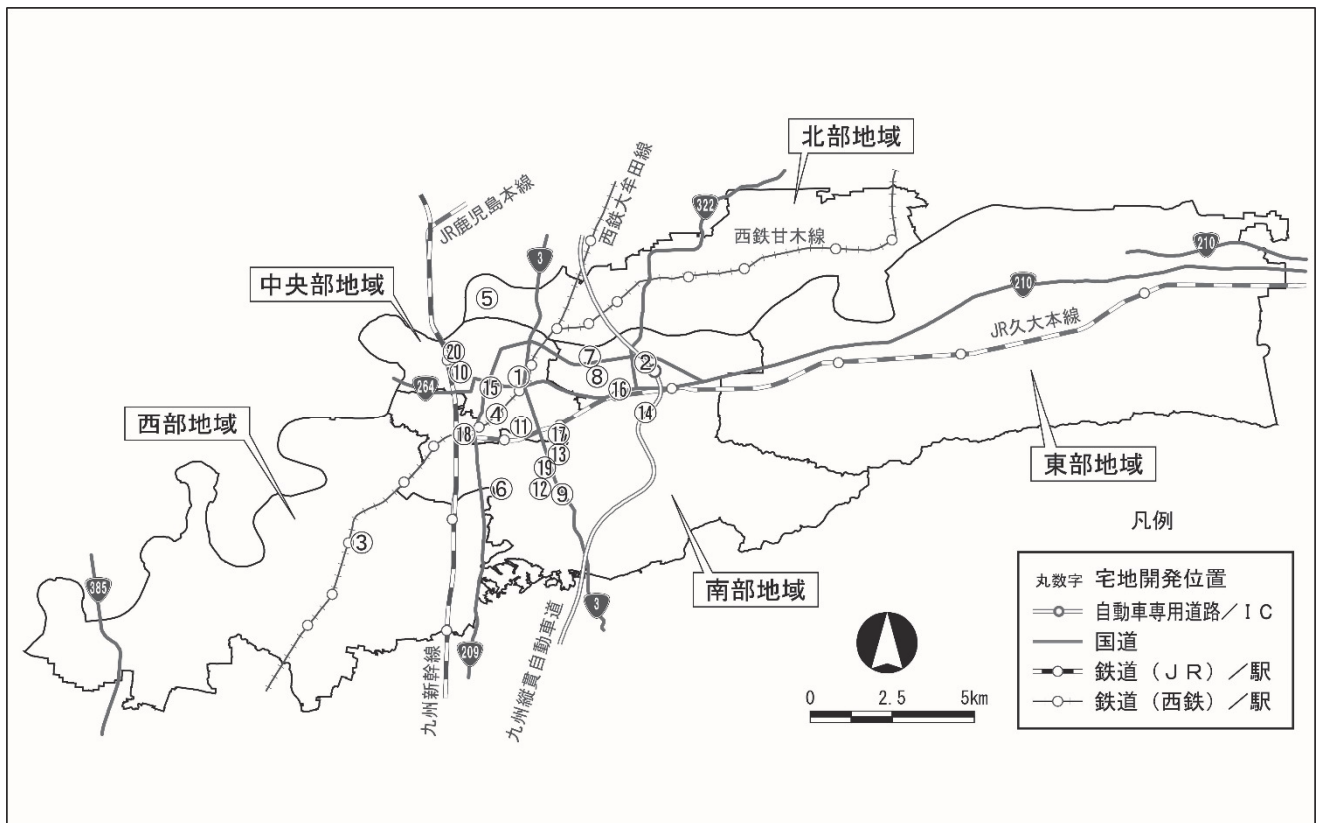 北部地域
JR鹿児島本線
西鉄大牟田線
322
西鉄甘木線
3
210
中央部地域
⑤
210
JR久大本線
⑳
⑩
⑦
②
⑧
①
264
⑮
⑯
④
⑪
⑭
西部地域
⑱
⑰
⑬
⑲
東部地域
⑥
⑫
⑨
③
凡例
385
南部地域
丸数字 宅地開発位置
自動車専用道路/IC
国道
鉄道(JR)/駅
鉄道(西鉄)/駅
3
209
九州新幹線
九州縦貫自動車道
0 2.5 5km